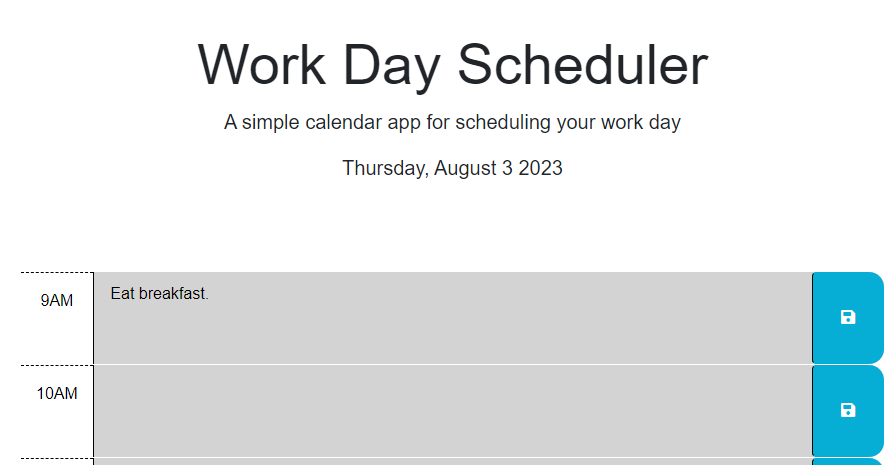 Work Day Scheduler
A simple calendar app for scheduling your work day
Thursday, August 3 2023
9AM
Eat breakfast.
10AM